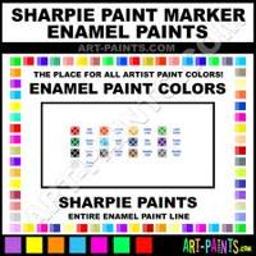 SHARPIE PAINT MARKER
ENAMEL PAINTS
ART-PAINTS.COM
THE PLACE FOR ALL ARTIST PAINT COLORS!
ENAMEL PAINT COLORS
SHARPIE PAINTS
ENTIRE ENAMEL PAINT LINE
ART-PAINTS.COM